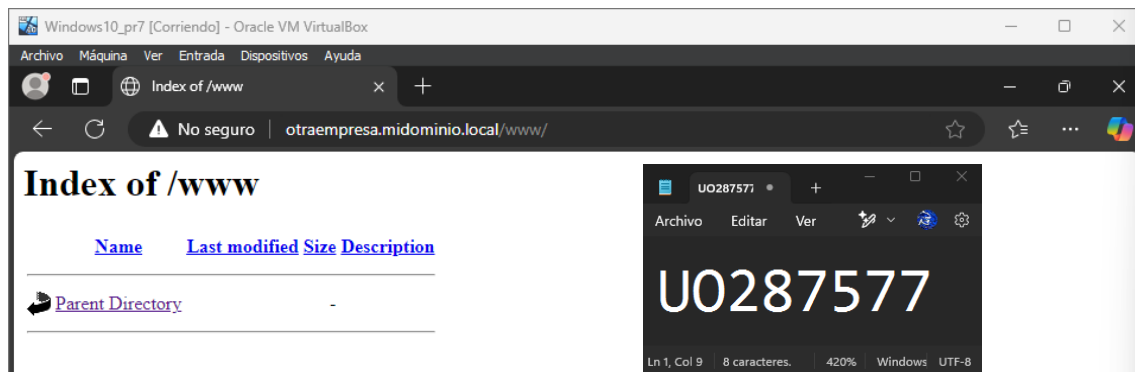 Windows10_pr7 [Corriendo] - Oracle VM VirtualBox
Archivo Máquina Ver Entrada Dispositivos Ayuda
Index of /www
No seguro otraempresa.midominio.local/www/
Index of /www
Name Last modified Size Description
Parent Directory -
UO287577
Archivo Editar Ver
UO287577
Ln 1, Col 9 8 caracteres. 420% Windows UTF-8